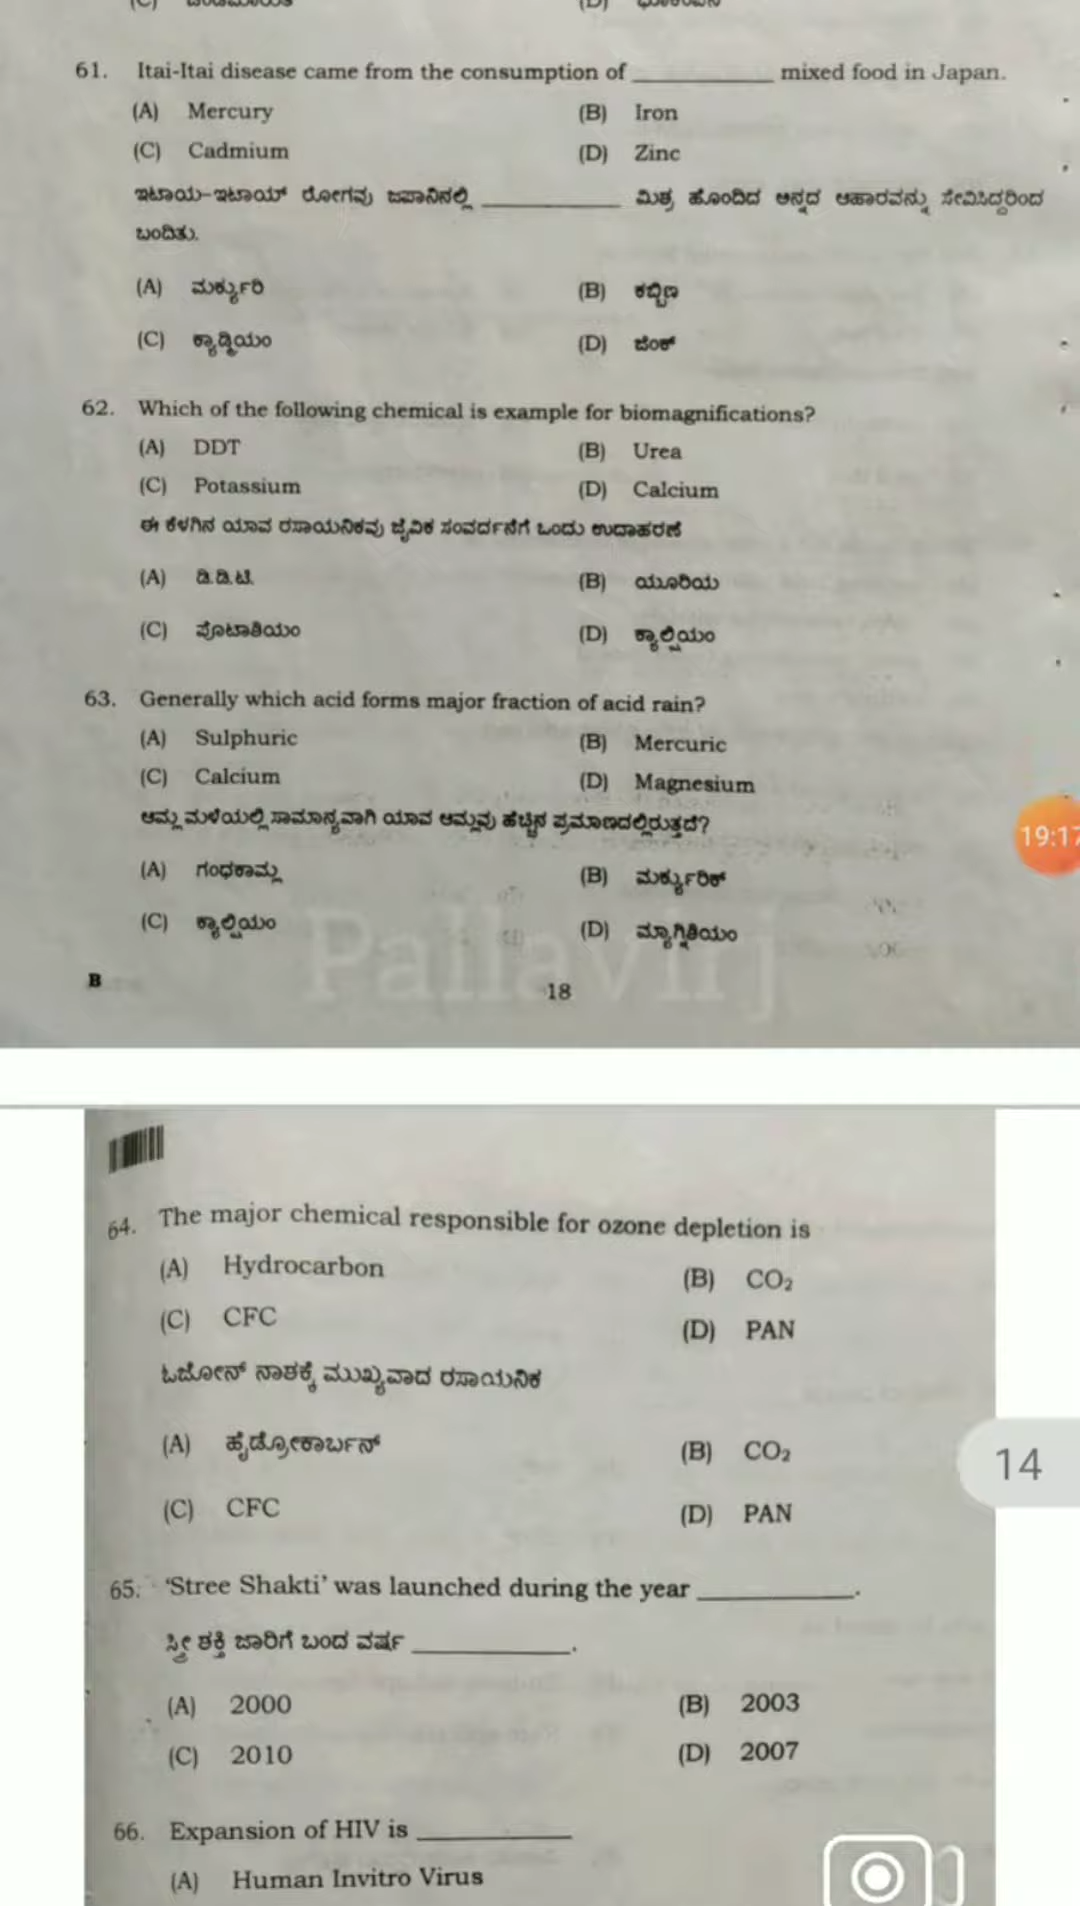 61. Itai-Itai disease came from the consumption of __________ mixed food in Japan.
(A) Mercury (B) Iron
(C) Cadmium (D) Zinc
ಇಟಾಯಿ-ಇಟಾಯ್ ರೋಗವು ಜಪಾನಿನಲ್ಲಿ __________ ಮಿಶ್ರ ಹೊಂದಿದ ಅನ್ನದ ಆಹಾರವನ್ನು ಸೇವಿಸಿದ್ದರಿಂದ
ಬಂದಿತು.
(A) ಮರ್ಕ್ಯುರಿ (B) ಕಬ್ಬಿಣ
(C) ಕ್ಯಾಡ್ಮಿಯಂ (D) ಜಿಂಕ್
62. Which of the following chemical is example for biomagnifications?
(A) DDT (B) Urea
(C) Potassium (D) Calcium
ಈ ಕೆಳಗಿನ ಯಾವ ರಸಾಯನಿಕವು ಜೈವಿಕ ಸಂವರ್ದನೆಗೆ ಒಂದು ಉದಾಹರಣೆ
(A) ಡಿ.ಡಿ.ಟಿ. (B) ಯೂರಿಯ
(C) ಪೊಟಾಶಿಯಂ (D) ಕ್ಯಾಲ್ಷಿಯಂ
63. Generally which acid forms major fraction of acid rain?
(A) Sulphuric (B) Mercuric
(C) Calcium (D) Magnesium
ಆಮ್ಲ ಮಳೆಯಲ್ಲಿ ಸಾಮಾನ್ಯವಾಗಿ ಯಾವ ಆಮ್ಲವು ಹೆಚ್ಚಿನ ಪ್ರಮಾಣದಲ್ಲಿರುತ್ತದೆ?
19:17
(A) ಗಂಧಕಾಮ್ಲ (B) ಮರ್ಕ್ಯುರಿಕ್
(C) ಕ್ಯಾಲ್ಷಿಯಂ (D) ಮ್ಯಾಗ್ನಿಶಿಯಂ
Pallavirj
B 18
64. The major chemical responsible for ozone depletion is
(A) Hydrocarbon (B) CO₂
(C) CFC (D) PAN
ಓಜೋನ್ ನಾಶಕ್ಕೆ ಮುಖ್ಯವಾದ ರಸಾಯನಿಕ
(A) ಹೈಡ್ರೋಕಾರ್ಬನ್ (B) CO₂
14
(C) CFC (D) PAN
65. 'Stree Shakti' was launched during the year __________.
ಸ್ತ್ರೀ ಶಕ್ತಿ ಜಾರಿಗೆ ಬಂದ ವರ್ಷ __________.
(A) 2000 (B) 2003
(C) 2010 (D) 2007
66. Expansion of HIV is __________
(A) Human Invitro Virus